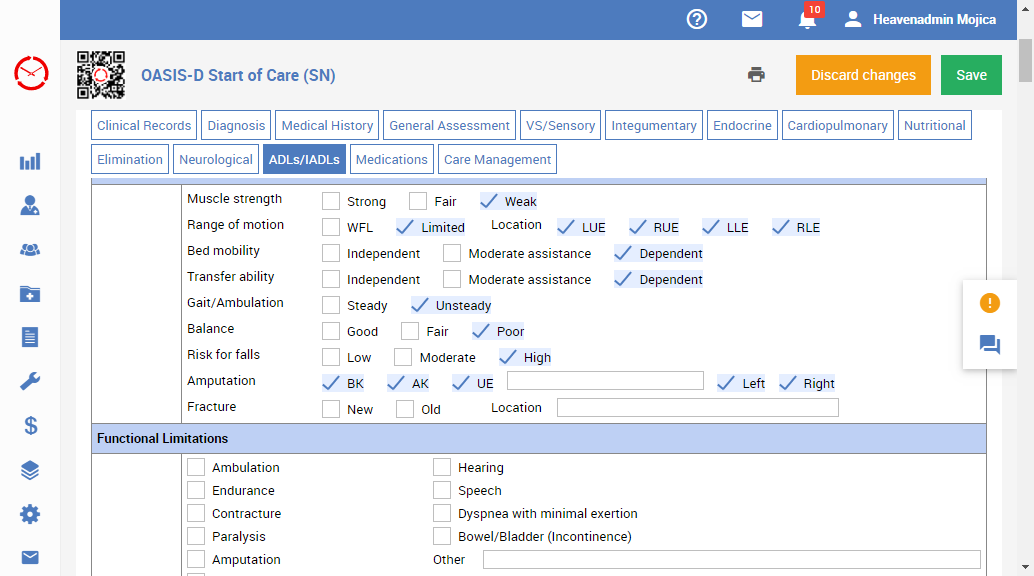 10 Heavenadmin Mojica
OASIS-D Start of Care (SN) Discard changes Save
Clinical Records Diagnosis Medical History General Assessment VS/Sensory Integumentary Endocrine Cardiopulmonary Nutritional
Elimination Neurological ADLs/IADLs Medications Care Management
Muscle strength Strong Fair Weak
Range of motion WFL Limited Location LUE RUE LLE RLE
Bed mobility Independent Moderate assistance Dependent
Transfer ability Independent Moderate assistance Dependent
Gait/Ambulation Steady Unsteady
Balance Good Fair Poor
Risk for falls Low Moderate High
Amputation BK AK UE Left Right
Fracture New Old Location
Functional Limitations
Ambulation Hearing
Endurance Speech
Contracture Dyspnea with minimal exertion
Paralysis Bowel/Bladder (Incontinence)
Amputation Other